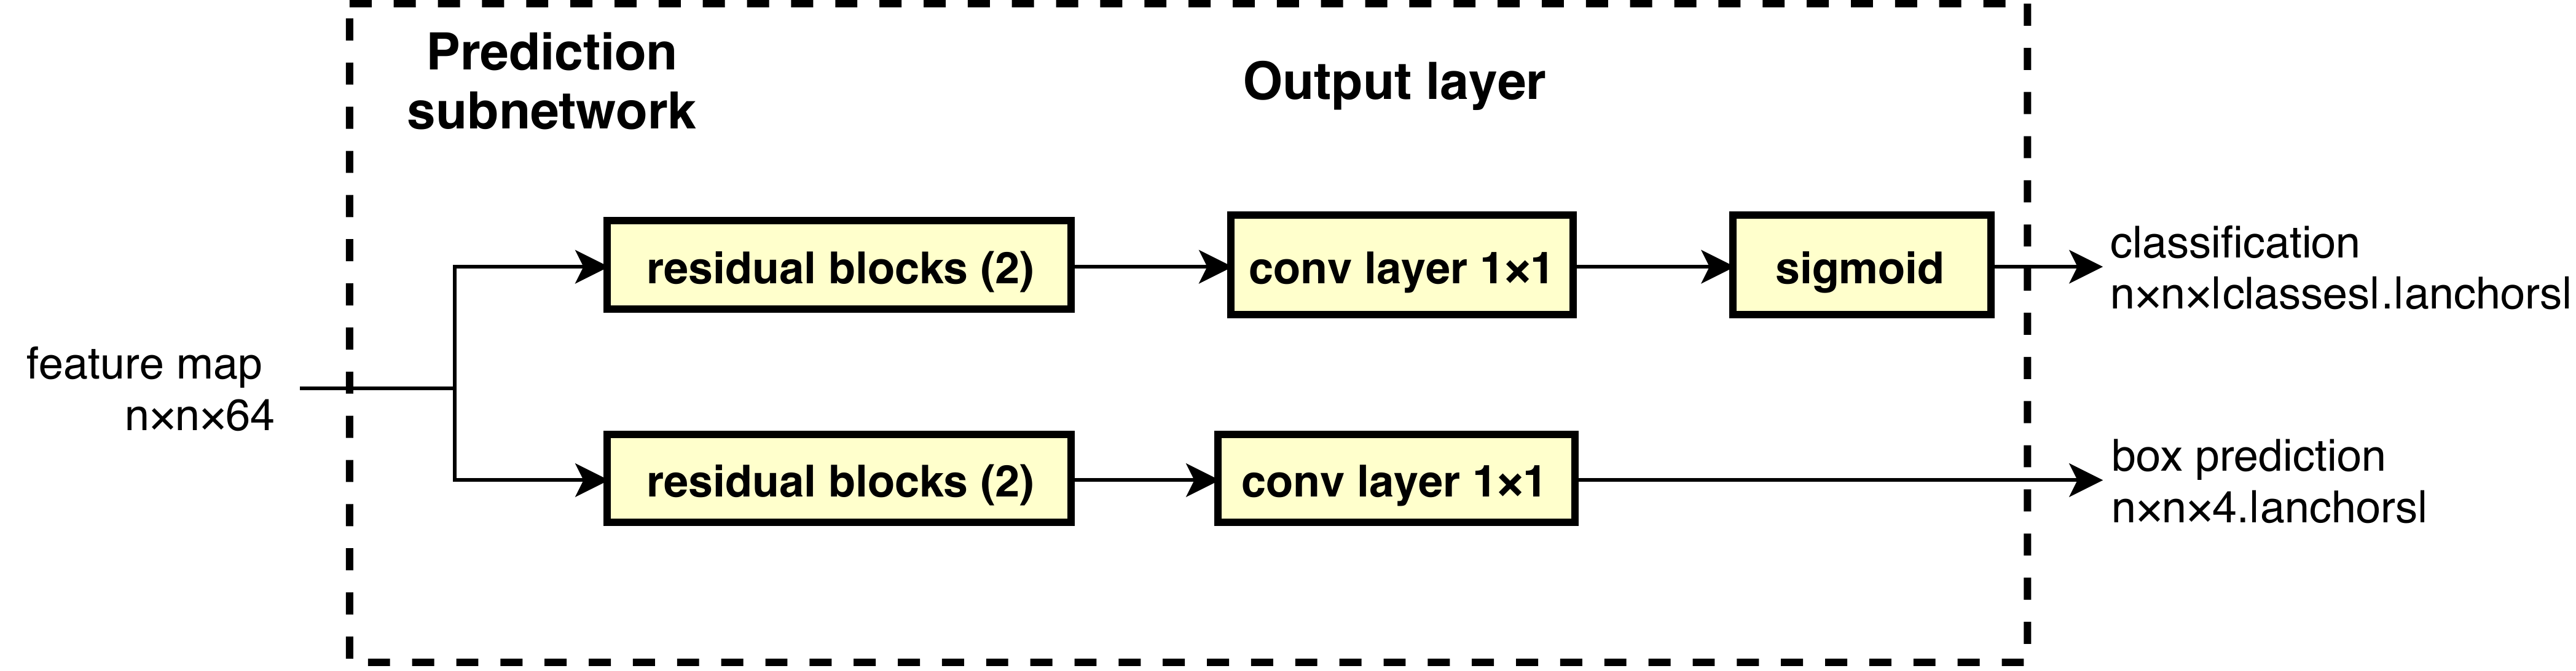 Prediction
subnetwork
Output layer
residual blocks (2)
conv layer 1×1
sigmoid
classification
n×n×|classes|.|anchors|
feature map
n×n×64
residual blocks (2)
conv layer 1×1
box prediction
n×n×4.|anchors|